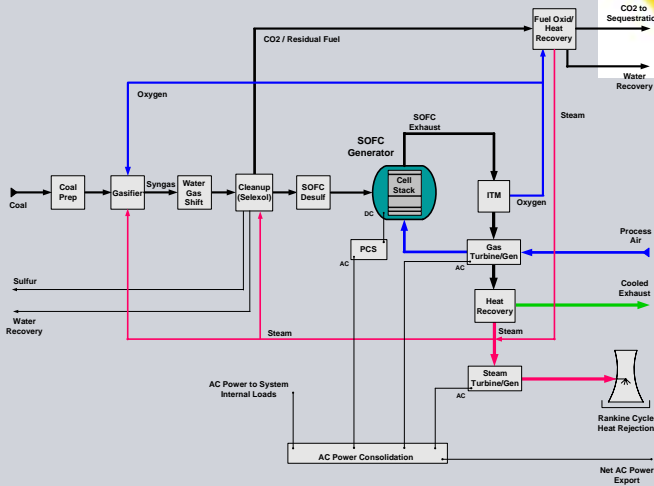 CO2 to
Sequestration
Fuel Oxid/
Heat
Recovery
CO2 / Residual Fuel
Water
Recovery
Oxygen
Steam
SOFC
Exhaust
SOFC
Generator
Coal
Prep
Gasifier
Syngas
Water
Gas
Shift
Cleanup
(Selexol)
SOFC
Desulf
Cell
Stack
ITM
Oxygen
Coal
DC
PCS
AC
Gas
Turbine/Gen
AC
Process
Air
Sulfur
Water
Recovery
Heat
Recovery
Cooled
Exhaust
Steam
Steam
Steam
Turbine/Gen
AC
AC Power to System
Internal Loads
Rankine Cycle
Heat Rejection
AC Power Consolidation
Net AC Power
Export